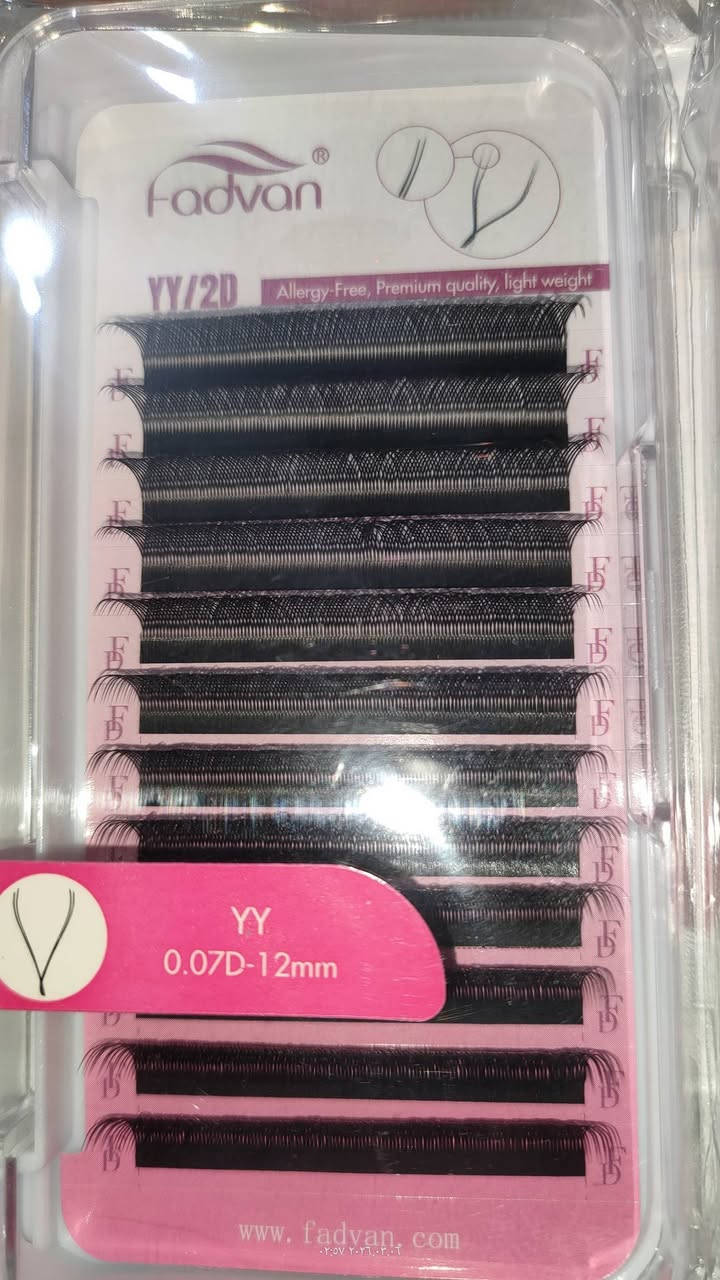 Fadvan®
YY/2D
Allergy-Free, Premium quality, light weight
YY
0.07D-12mm
www.fadvan.com